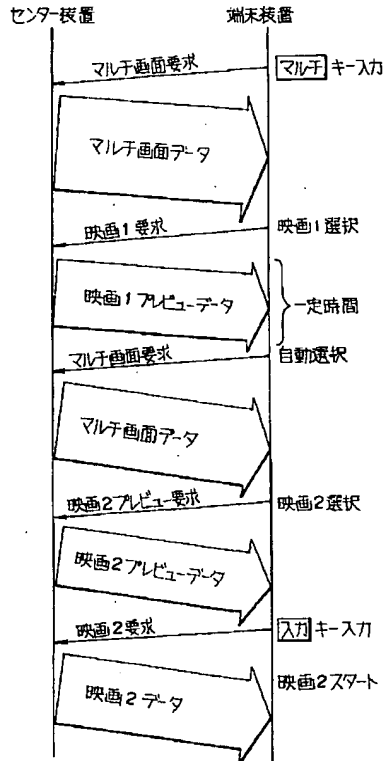 センター装置
端末装置
マルチ画面要求
マルチ キー入力
マルチ画面データ
映画1要求
映画1選択
映画1プレビューデータ
一定時間
マルチ画面要求
自動選択
マルチ画面データ
映画2プレビュー要求
映画2選択
映画2プレビューデータ
映画2要求
入力 キー入力
映画2データ
映画2スタート